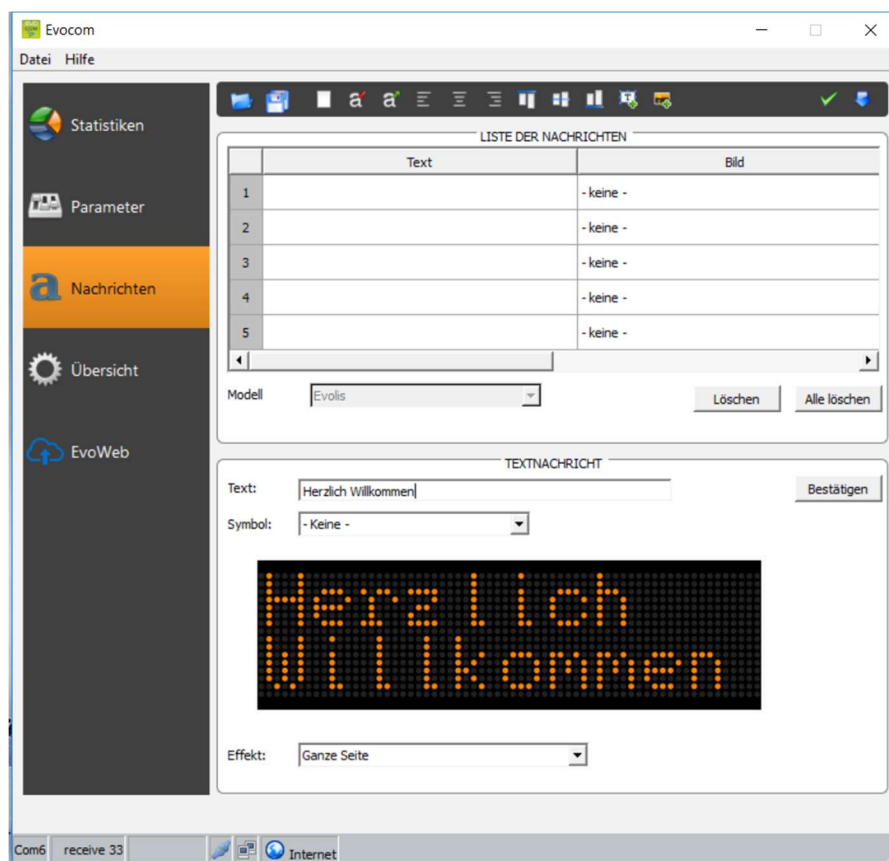 Evocom
Datei Hilfe
Statistiken
Parameter
Nachrichten
Übersicht
EvoWeb
LISTE DER NACHRICHTEN
Text Bild
1 - keine -
2 - keine -
3 - keine -
4 - keine -
5 - keine -
Modell Evolis Löschen Alle löschen
TEXTNACHRICHT
Text: Herzlich Willkommen Bestätigen
Symbol: - Keine -
Herzlich
Willkommen
Effekt: Ganze Seite
Com6 receive 33 Internet